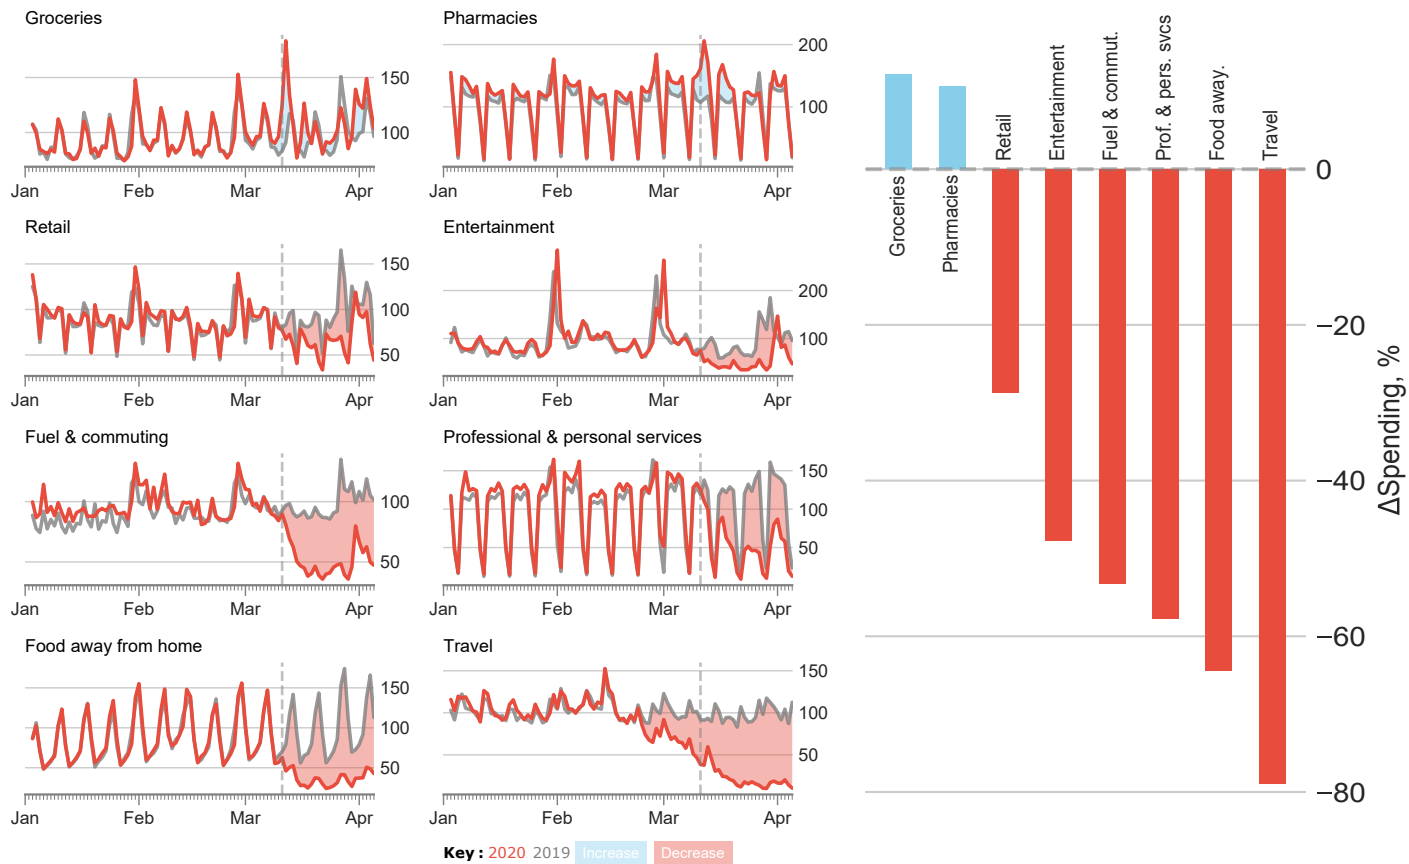 Groceries
150
100
Jan Feb Mar Apr
Pharmacies
200
100
Jan Feb Mar Apr
Retail
150
100
50
Jan Feb Mar Apr
Entertainment
200
100
Jan Feb Mar Apr
Fuel & commuting
100
50
Jan Feb Mar Apr
Professional & personal services
150
100
50
Jan Feb Mar Apr
Food away from home
150
100
50
Jan Feb Mar Apr
Travel
150
100
50
Jan Feb Mar Apr
Key : 2020 2019 Increase Decrease
Groceries
Pharmacies
Retail
Entertainment
Fuel & commut.
Prof. & pers. svcs
Food away.
Travel
0
−20
−40
−60
−80
ΔSpending, %